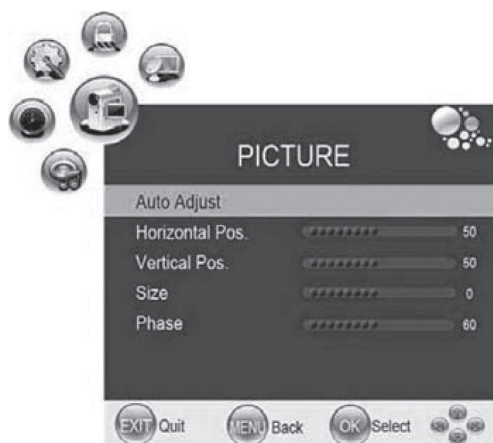 PICTURE
Auto Adjust
Horizontal Pos. 50
Vertical Pos. 50
Size 0
Phase 60
EXIT Quit MENU Back OK Select